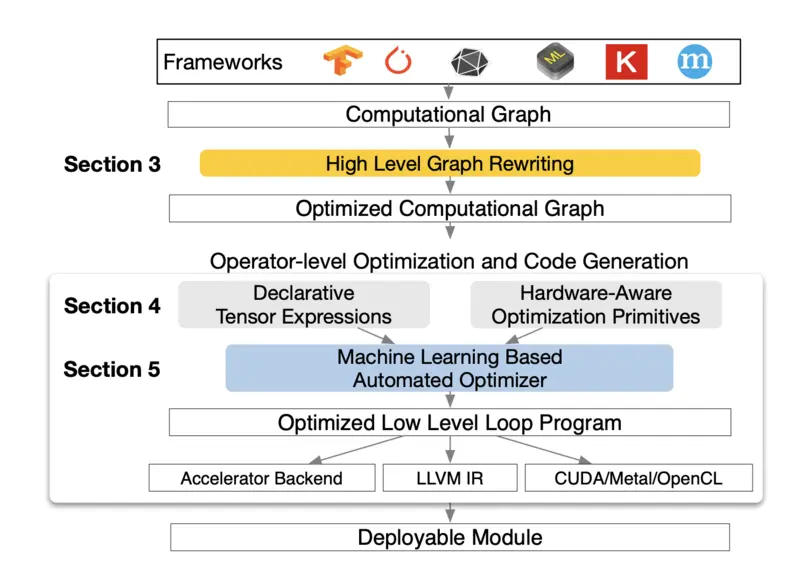 Frameworks
ML
K
m
Computational Graph
Section 3
High Level Graph Rewriting
Optimized Computational Graph
Operator-level Optimization and Code Generation
Section 4
Declarative
Tensor Expressions
Hardware-Aware
Optimization Primitives
Section 5
Machine Learning Based
Automated Optimizer
Optimized Low Level Loop Program
Accelerator Backend
LLVM IR
CUDA/Metal/OpenCL
Deployable Module